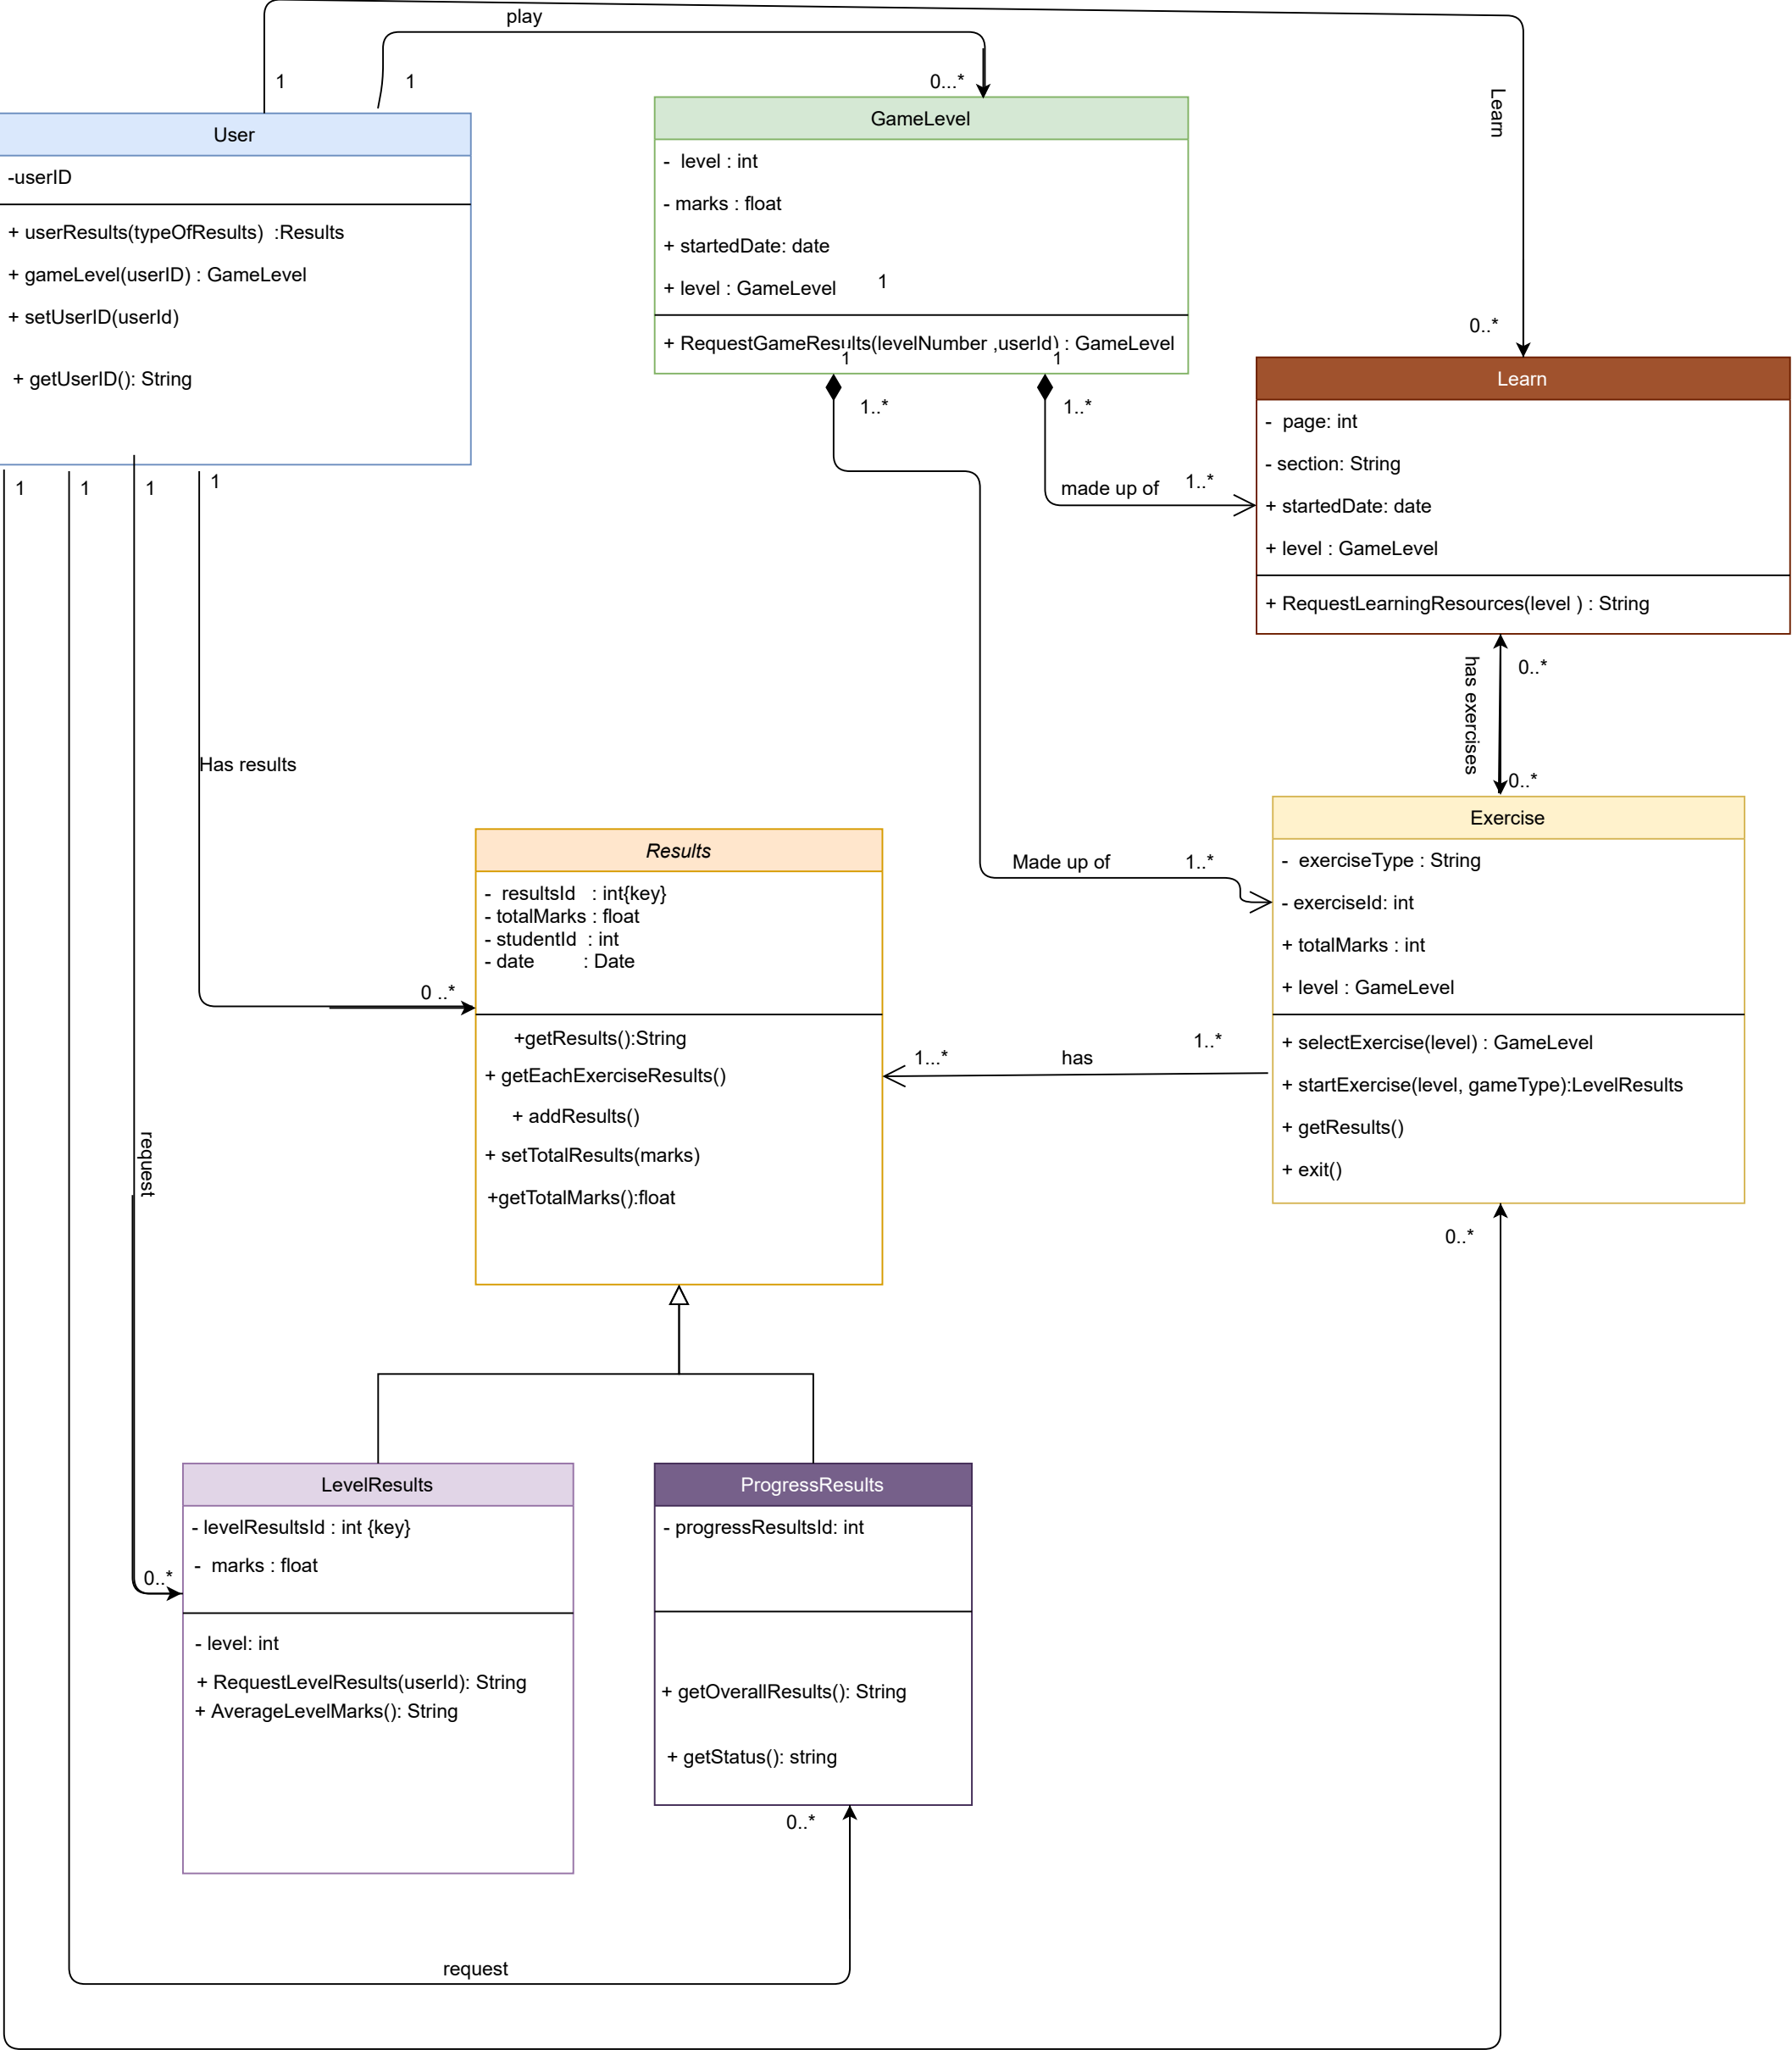 play
1
1
0...*
Learn
User
-userID
+ userResults(typeOfResults)  :Results
+ gameLevel(userID) : GameLevel
+ setUserID(userId)
+ getUserID(): String
GameLevel
-  level : int
- marks : float
+ startedDate: date
+ level : GameLevel
1
+ RequestGameResults(levelNumber ,userId) : GameLevel
1
1
1..*
1..*
0..*
Learn
-  page: int
- section: String
+ startedDate: date
+ level : GameLevel
+ RequestLearningResources(level ) : String
made up of
1..*
1
1
1
1
has exercises
0..*
0..*
Has results
Made up of
1..*
Exercise
-  exerciseType : String
- exerciseId: int
+ totalMarks : int
+ level : GameLevel
+ selectExercise(level) : GameLevel
+ startExercise(level, gameType):LevelResults
+ getResults()
+ exit()
Results
-  resultsId   : int{key}
- totalMarks : float
- studentId  : int
- date         : Date
+getResults():String
+ getEachExerciseResults()
+ addResults()
+ setTotalResults(marks)
+getTotalMarks():float
0 ..*
1...*
has
1..*
request
0..*
0..*
LevelResults
- levelResultsId : int {key}
-  marks : float
- level: int
+ RequestLevelResults(userId): String
+ AverageLevelMarks(): String
ProgressResults
- progressResultsId: int
+ getOverallResults(): String
+ getStatus(): string
0..*
request